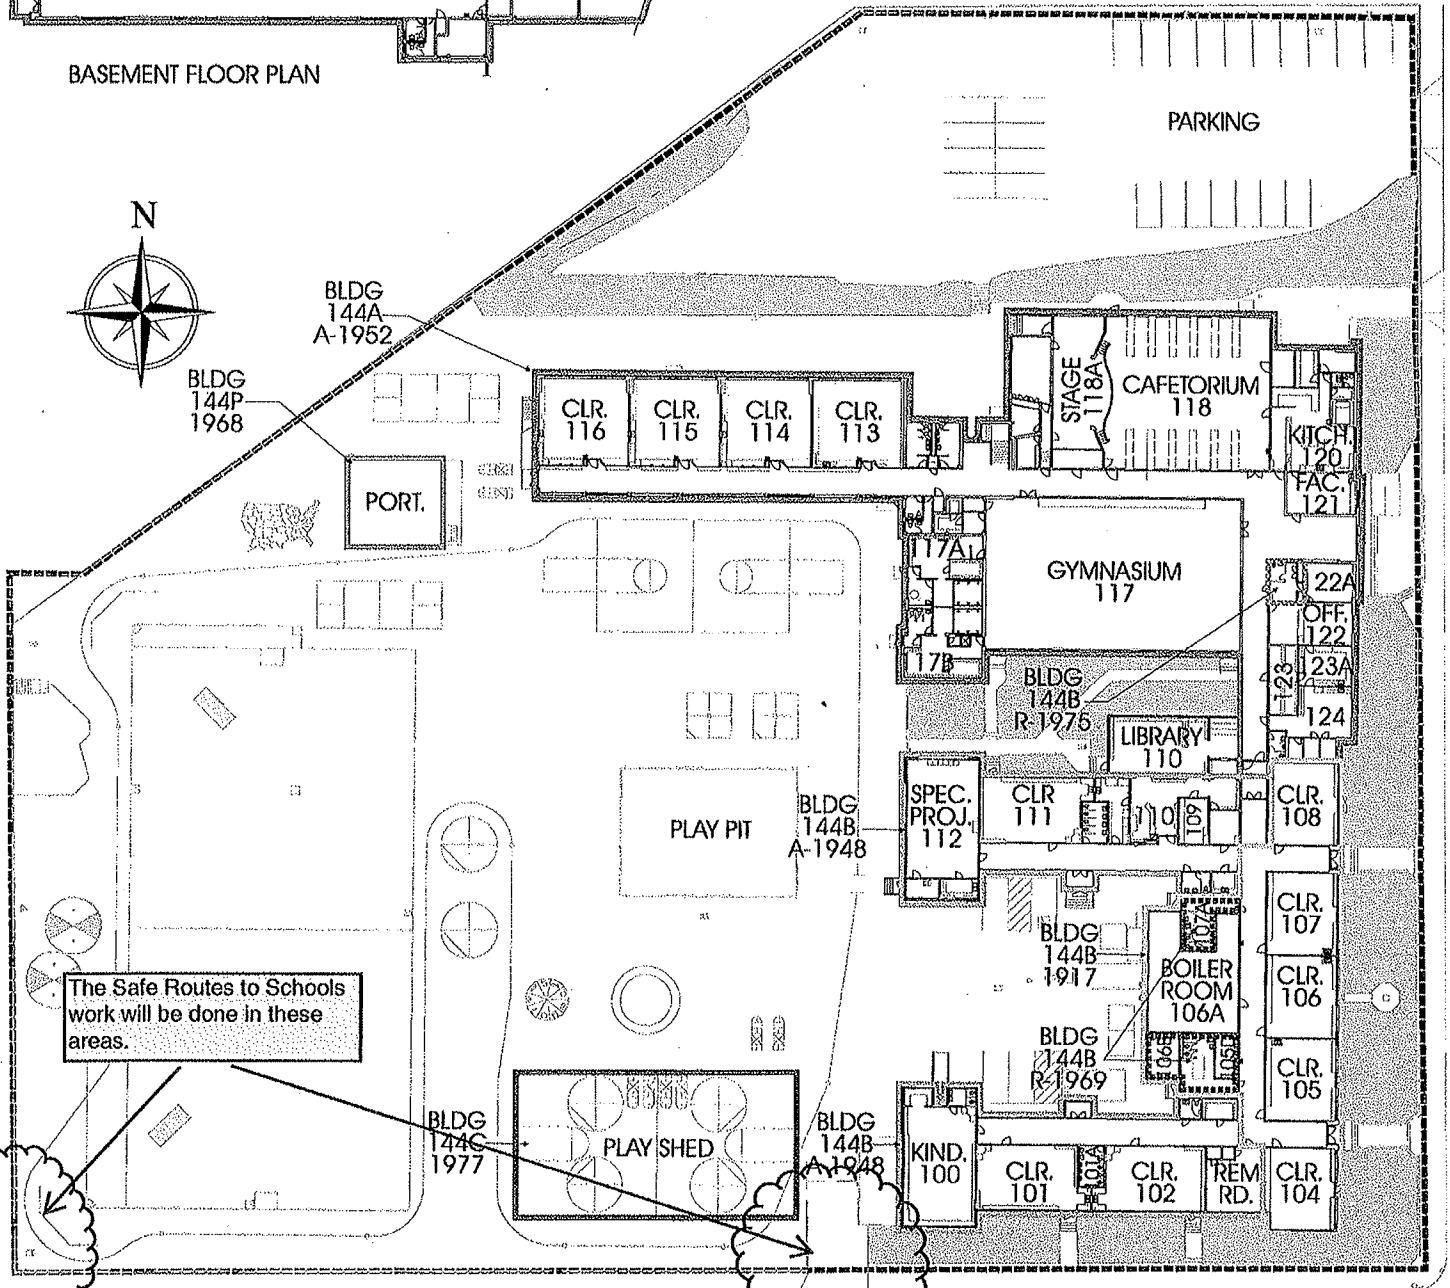 BASEMENT FLOOR PLAN
PARKING
N
BLDG
144A
A-1952
BLDG
144P
1968
STAGE
118A
CAFETORIUM
118
CLR.
116
CLR.
115
CLR.
114
CLR.
113
KITCH.
120
FAC.
121
PORT.
117A
GYMNASIUM
117
22A
OFF.
122
17B
BLDG
144B
R-1975
123
23A
124
LIBRARY
110
SPEC.
PROJ.
112
CLR
111
110
109
CLR.
108
PLAY PIT
BLDG
144B
A-1948
CLR.
107
107A
BLDG
144B
1917
BOILER
ROOM
106A
CLR.
106
The Safe Routes to Schools
work will be done in these
areas.
BLDG
144B
R-1969
106B
105D
CLR.
105
BLDG
144C
1977
PLAY SHED
BLDG
144B
A-1948
KIND.
100
CLR.
101
101A
CLR.
102
REM
RD.
CLR.
104